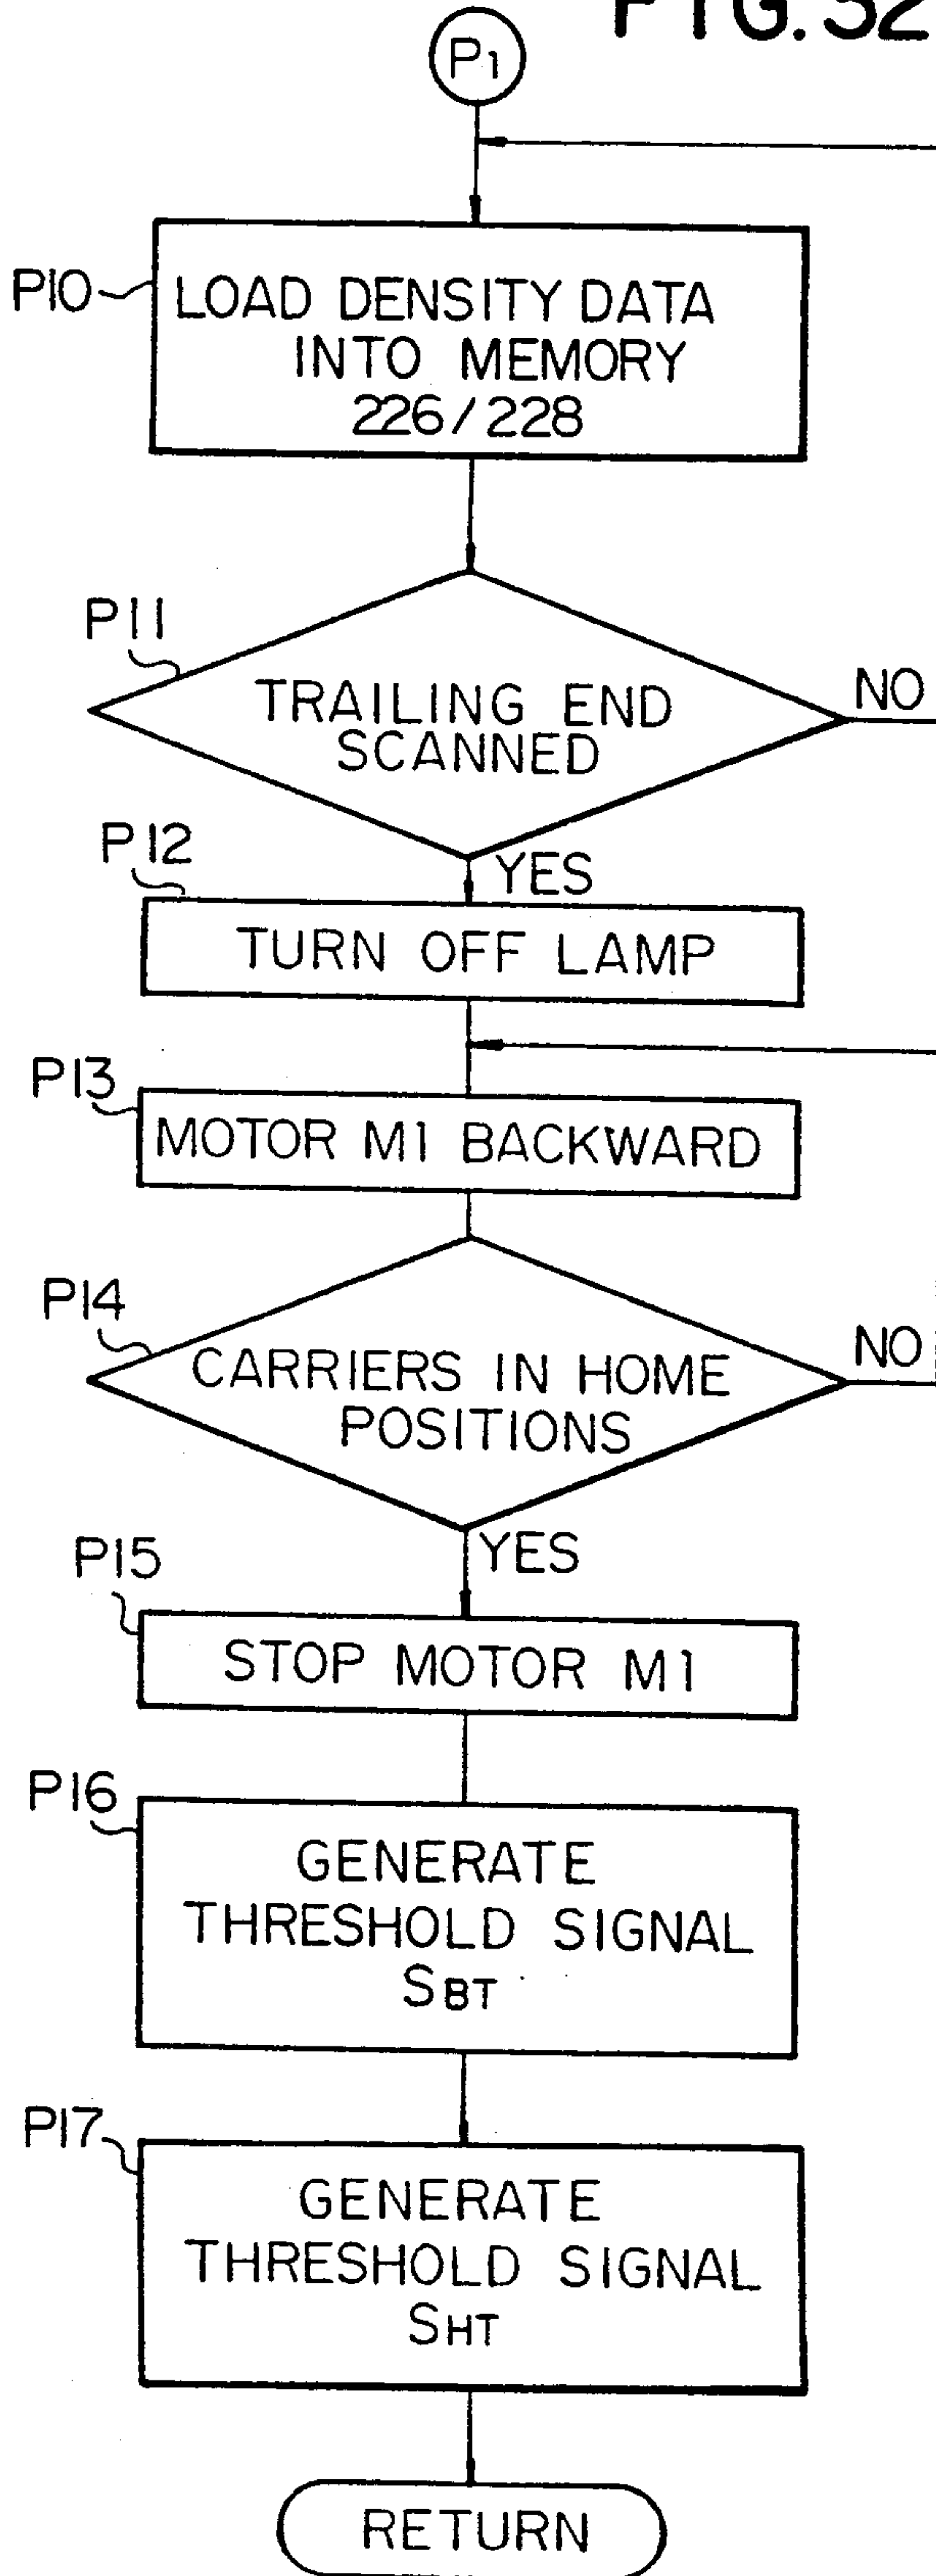 FIG. 32
P1
P10
LOAD DENSITY DATA
INTO MEMORY
226/228
P11
TRAILING END
SCANNED
NO
YES
P12
TURN OFF LAMP
P13
MOTOR M1 BACKWARD
P14
CARRIERS IN HOME
POSITIONS
NO
YES
P15
STOP MOTOR M1
P16
GENERATE
THRESHOLD SIGNAL
SBT
P17
GENERATE
THRESHOLD SIGNAL
SHT
RETURN